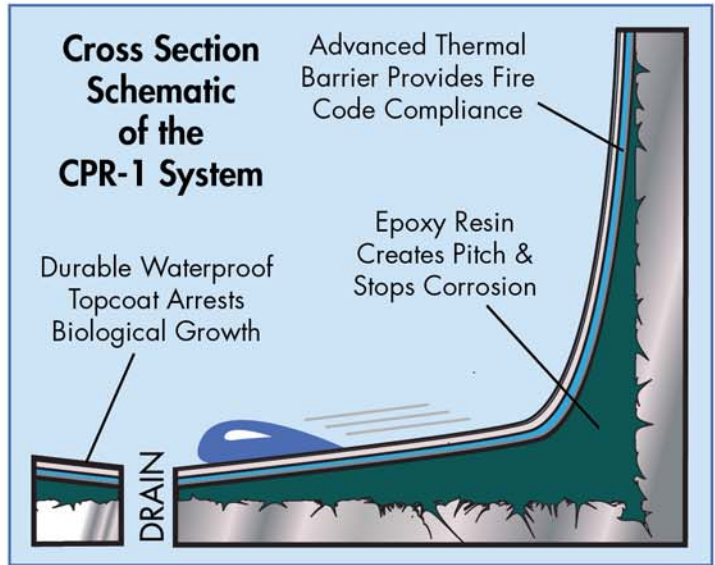 Cross Section
Schematic
of the
CPR-1 System
Advanced Thermal
Barrier Provides Fire
Code Compliance
Epoxy Resin
Creates Pitch &
Stops Corrosion
Durable Waterproof
Topcoat Arrests
Biological Growth
DRAIN